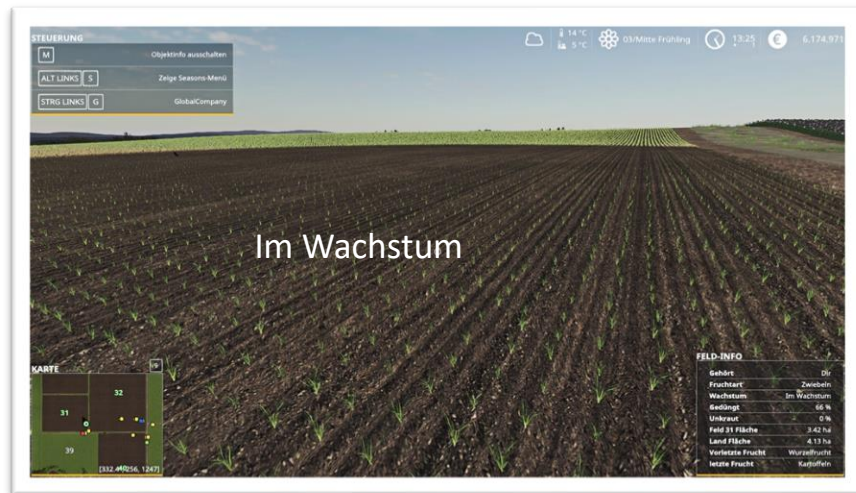 STEUERUNG
M Objektinfo ausschalten
ALT LINKS S Zeige Seasons-Menü
STRG LINKS G GlobalCompany
14 °C
5 °C
03/Mitte Frühling
13:25
€ 6.174.971
Im Wachstum
KARTE
32
31
39
FELD-INFO
Gehört Dir
Fruchtart Zwiebeln
Wachstum Im Wachstum
Gedüngt 66 %
Unkraut 0 %
Feld 31 Fläche 3.42 ha
Land Fläche 4.13 ha
Vorletzte Frucht Wurzelfrucht
letzte Frucht Kartoffeln